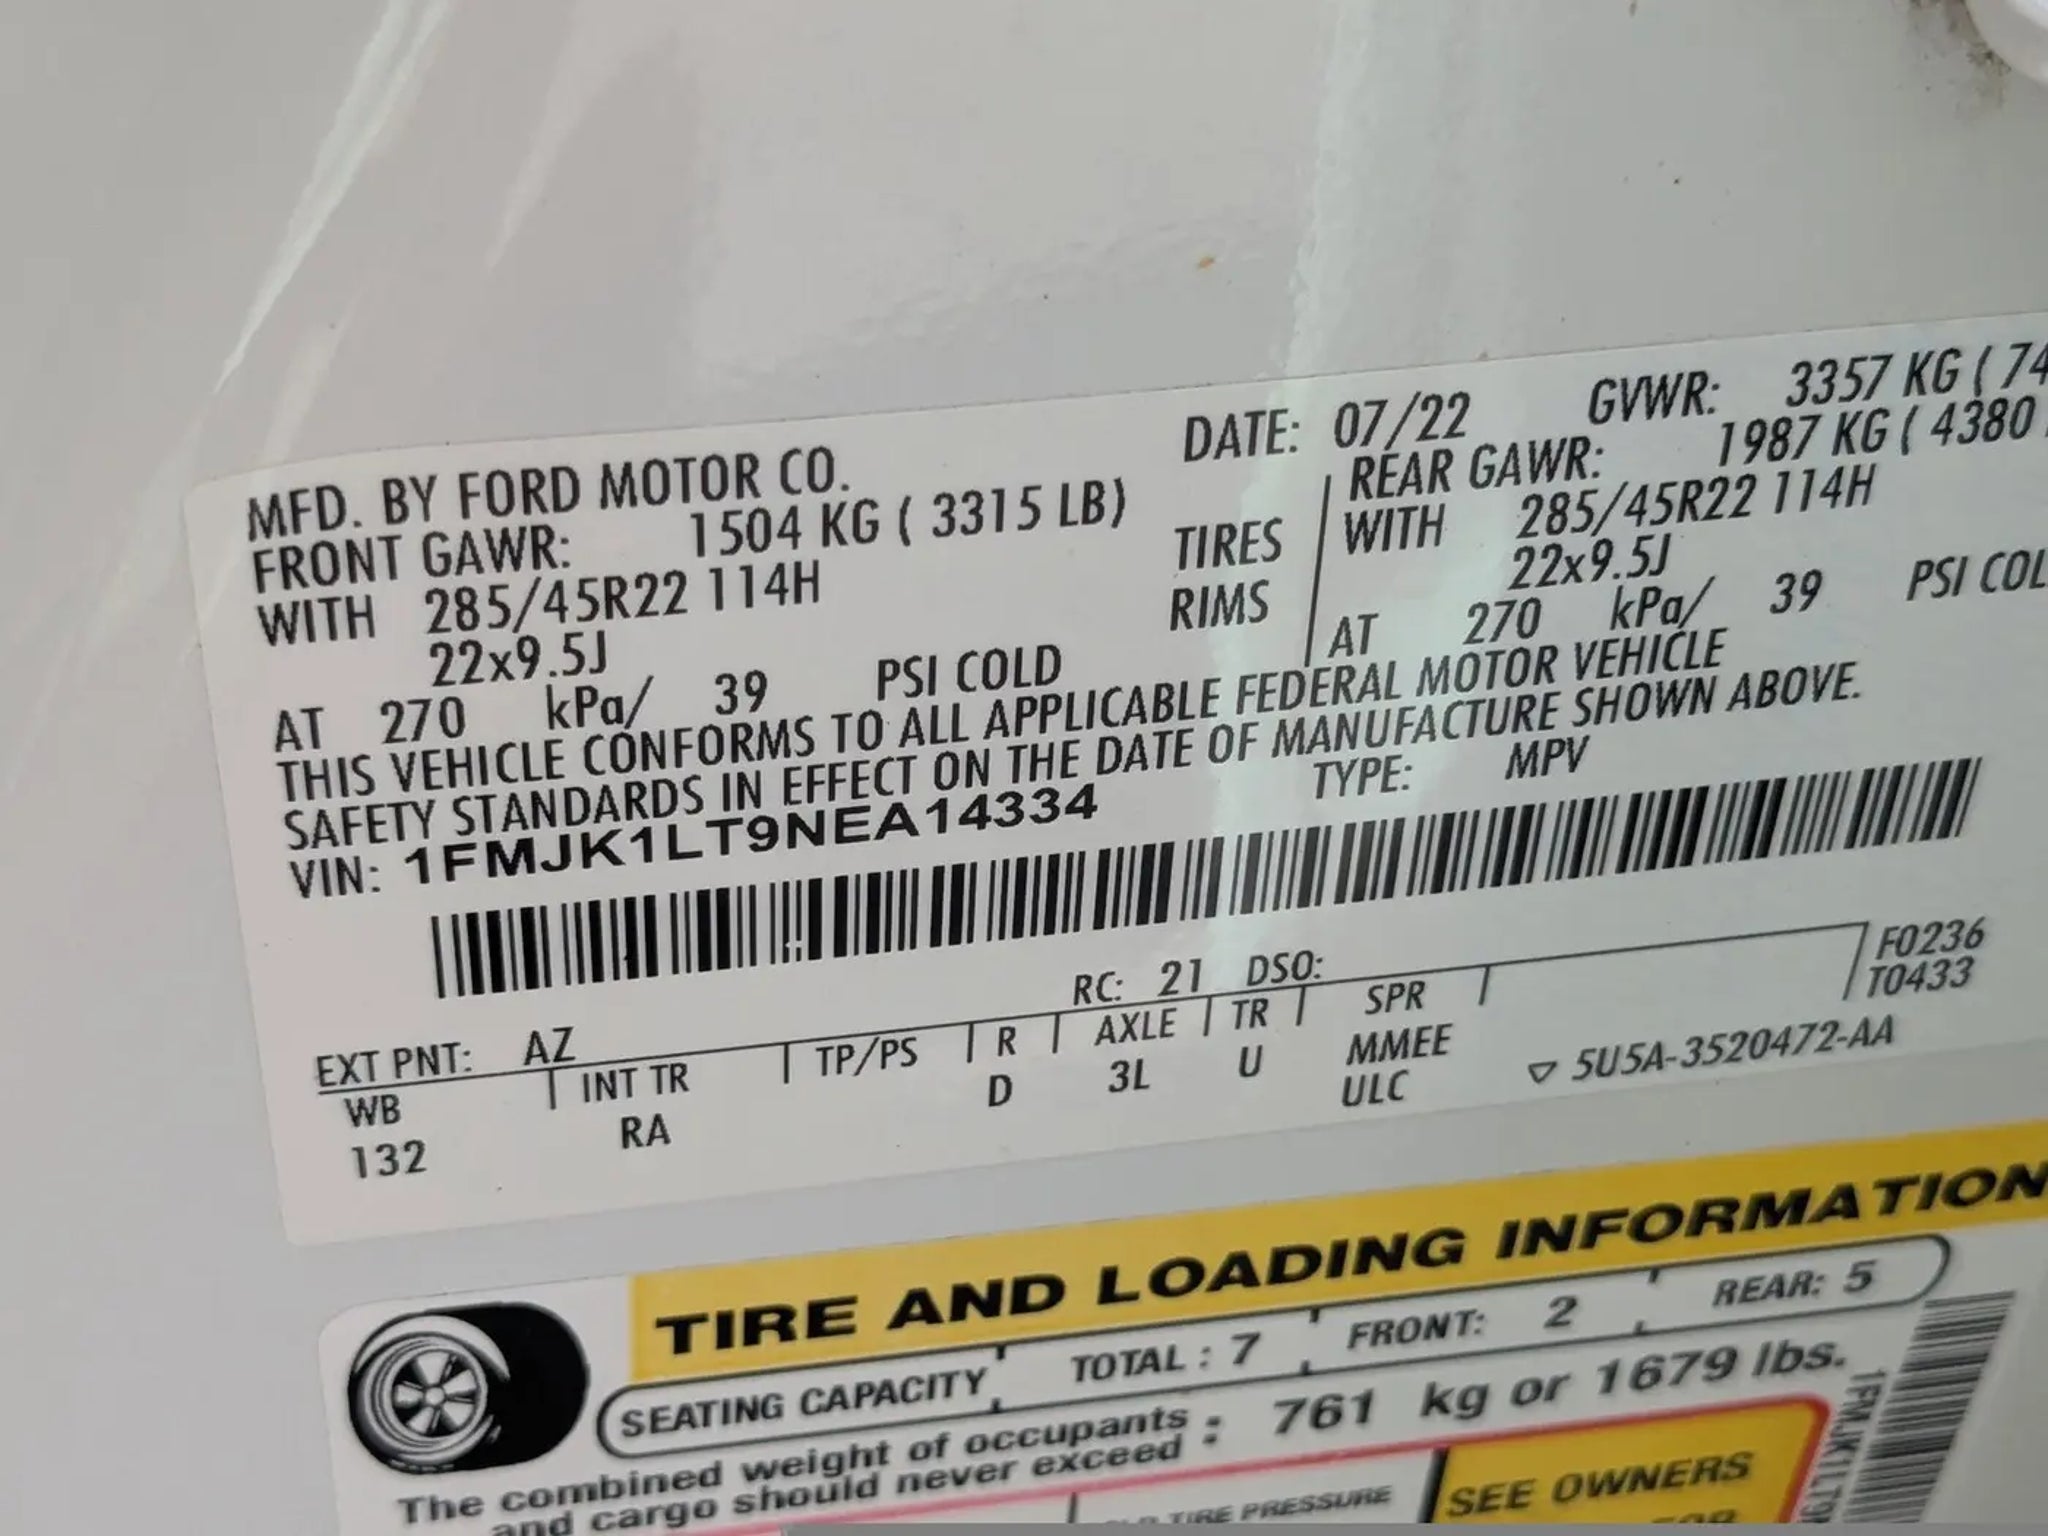 MFD. BY FORD MOTOR CO. DATE: 07/22 GVWR: 3357 KG ( 74
FRONT GAWR: 1504 KG ( 3315 LB) REAR GAWR: 1987 KG ( 4380
WITH 285/45R22 114H TIRES WITH 285/45R22 114H
22x9.5J RIMS 22x9.5J
AT 270 kPa/ 39 PSI COLD AT 270 kPa/ 39 PSI COL
THIS VEHICLE CONFORMS TO ALL APPLICABLE FEDERAL MOTOR VEHICLE
SAFETY STANDARDS IN EFFECT ON THE DATE OF MANUFACTURE SHOWN ABOVE.
VIN: 1FMJK1LT9NEA14334 TYPE: MPV
F0236
T0433
EXT PNT: AZ RC: 21 DSO:
WB INT TR TP/PS R AXLE TR SPR
132 RA D 3L U MMEE
ULC ▽ 5U5A-3520472-AA
TIRE AND LOADING INFORMATION
SEATING CAPACITY TOTAL : 7 FRONT: 2 REAR: 5
The combined weight of occupants
and cargo should never exceed : 761 kg or 1679 lbs.
TIRE PRESSURE
SEE OWNERS
FOR
1FMJK1LT9